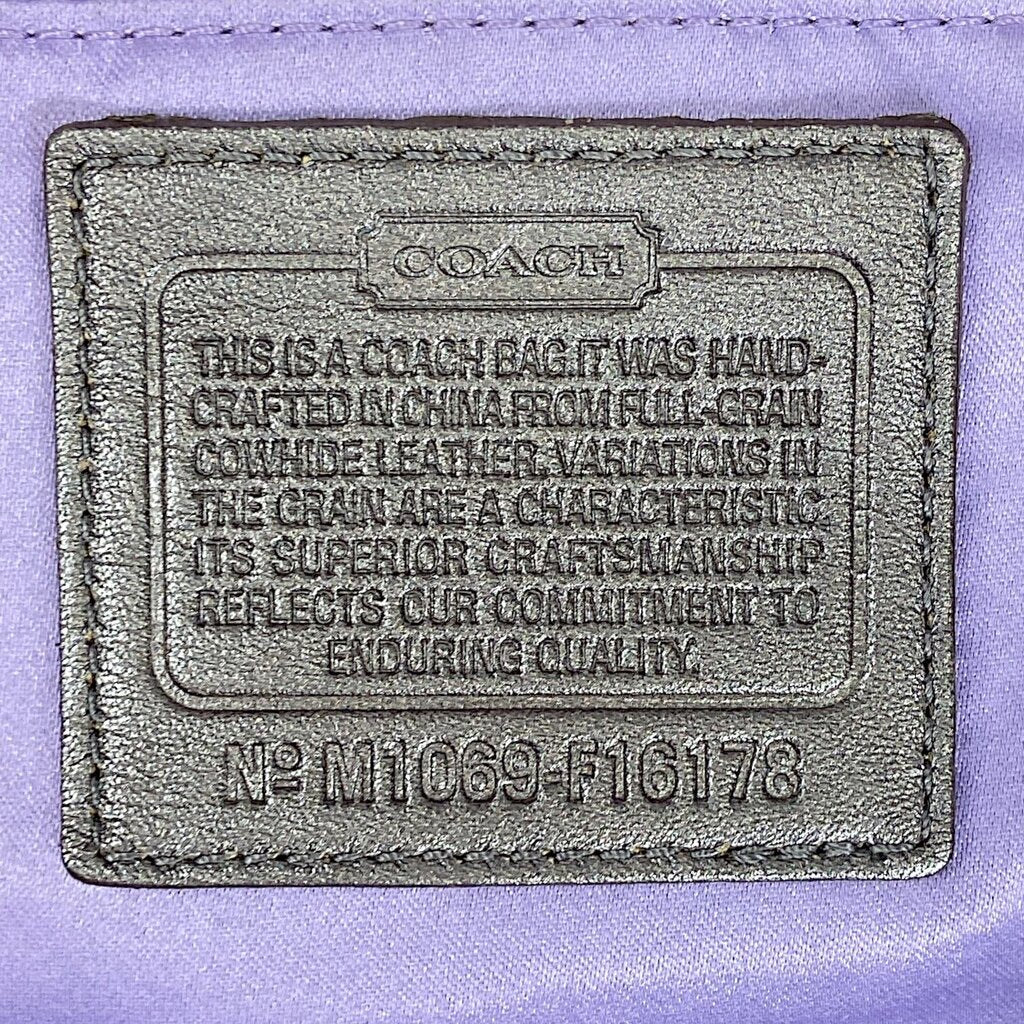 COACH
THIS IS A COACH BAG.IT WAS HAND-
CRAFTED IN CHINA FROM FULL-GRAIN
COWHIDE LEATHER.VARIATIONS IN
THE GRAIN ARE A CHARACTERISTIC.
ITS SUPERIOR CRAFTSMANSHIP
REFLECTS OUR COMMITMENT TO
ENDURING QUALITY.
Nº M1069-F16178